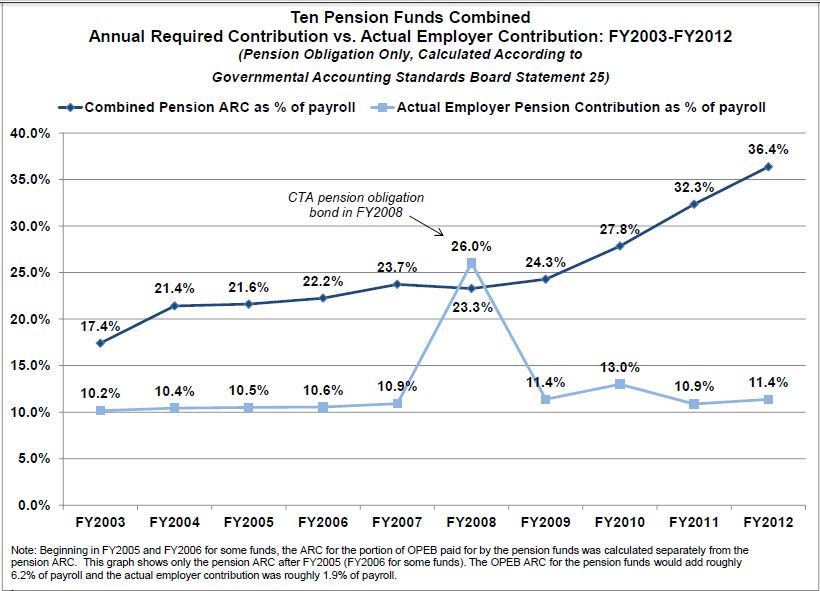 Ten Pension Funds Combined
Annual Required Contribution vs. Actual Employer Contribution: FY2003-FY2012
(Pension Obligation Only, Calculated According to
Governmental Accounting Standards Board Statement 25)
Combined Pension ARC as % of payroll Actual Employer Pension Contribution as % of payroll
40.0%
36.4%
35.0%
32.3%
CTA pension obligation
bond in FY2008
30.0%
27.8%
26.0%
25.0%
24.3%
23.7%
22.2%
21.6%
21.4%
23.3%
20.0%
17.4%
15.0%
13.0%
10.2% 10.4% 10.5% 10.6% 10.9% 11.4% 10.9% 11.4%
10.0%
5.0%
0.0%
FY2003 FY2004 FY2005 FY2006 FY2007 FY2008 FY2009 FY2010 FY2011 FY2012
Note: Beginning in FY2005 and FY2006 for some funds, the ARC for the portion of OPEB paid for by the pension funds was calculated separately from the
pension ARC. This graph shows only the pension ARC after FY2005 (FY2006 for some funds). The OPEB ARC for the pension funds would add roughly
6.2% of payroll and the actual employer contribution was roughly 1.9% of payroll.